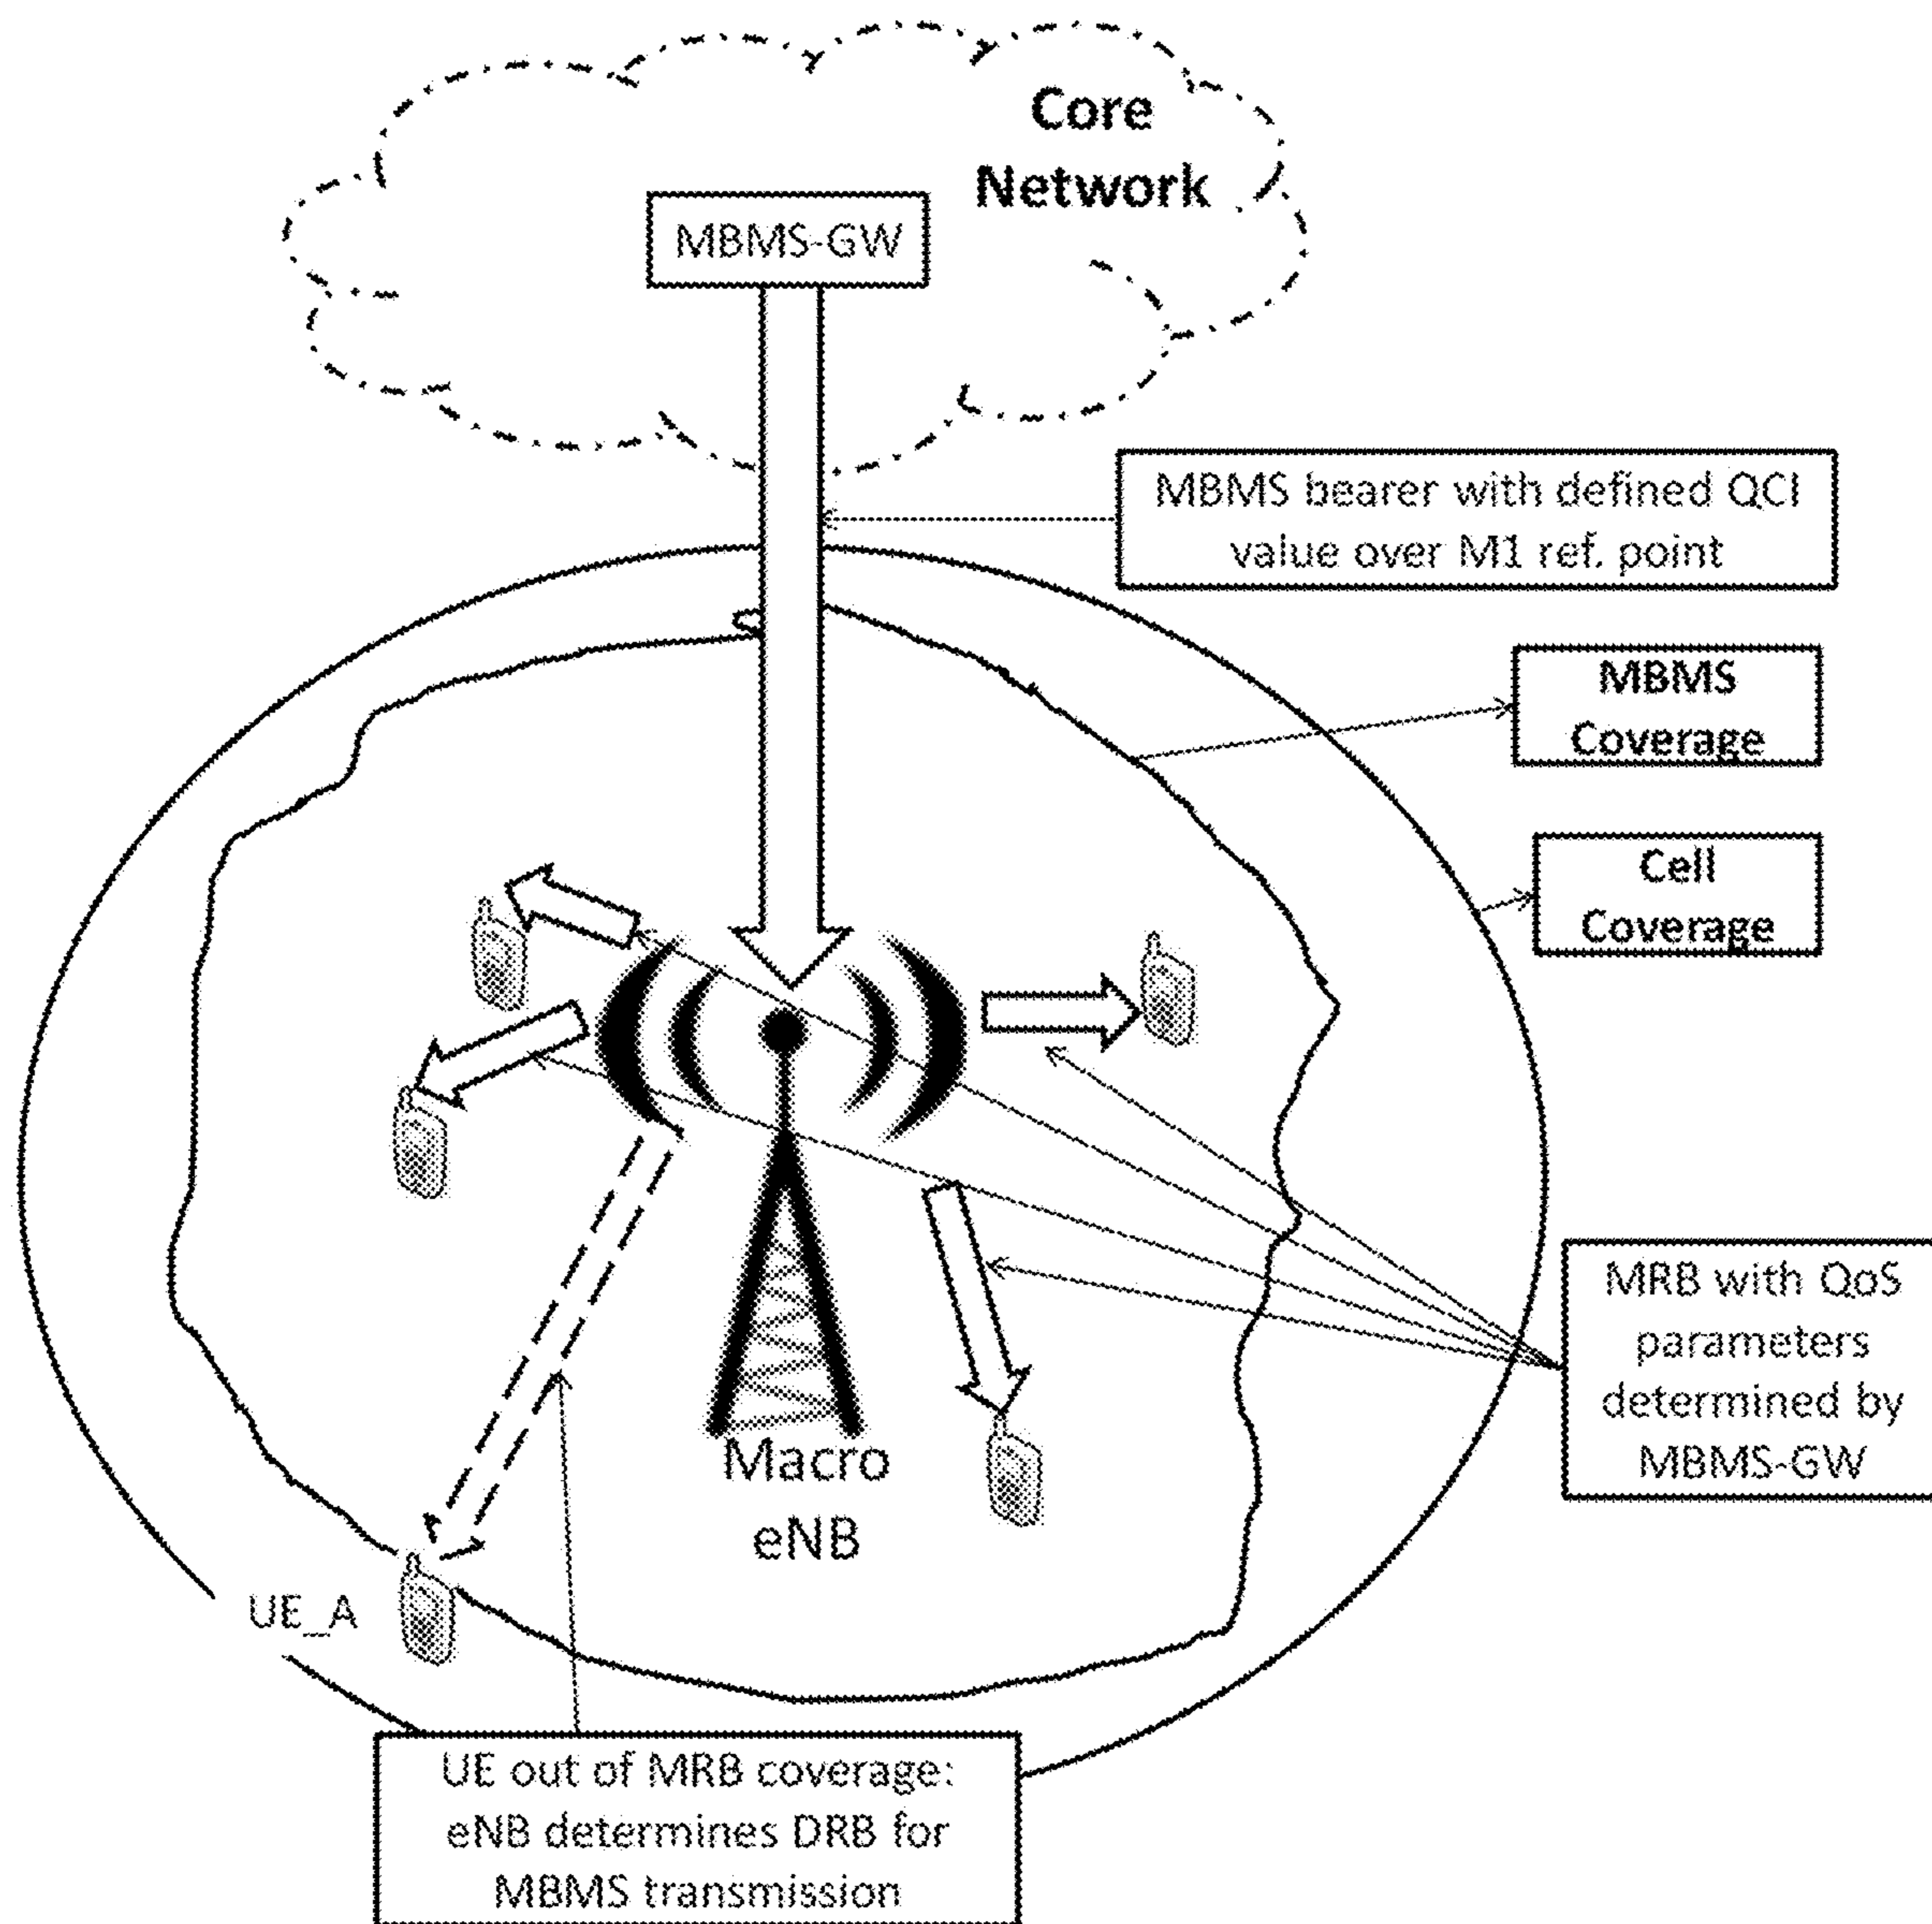 Core
Network
MBMS-GW
MBMS bearer with defined QCI
value over M1 ref. point
MBMS
Coverage
Cell
Coverage
MRB with QoS
parameters
determined by
MBMS-GW
Macro
eNB
UE_A
UE out of MRB coverage:
eNB determines DRB for
MBMS transmission